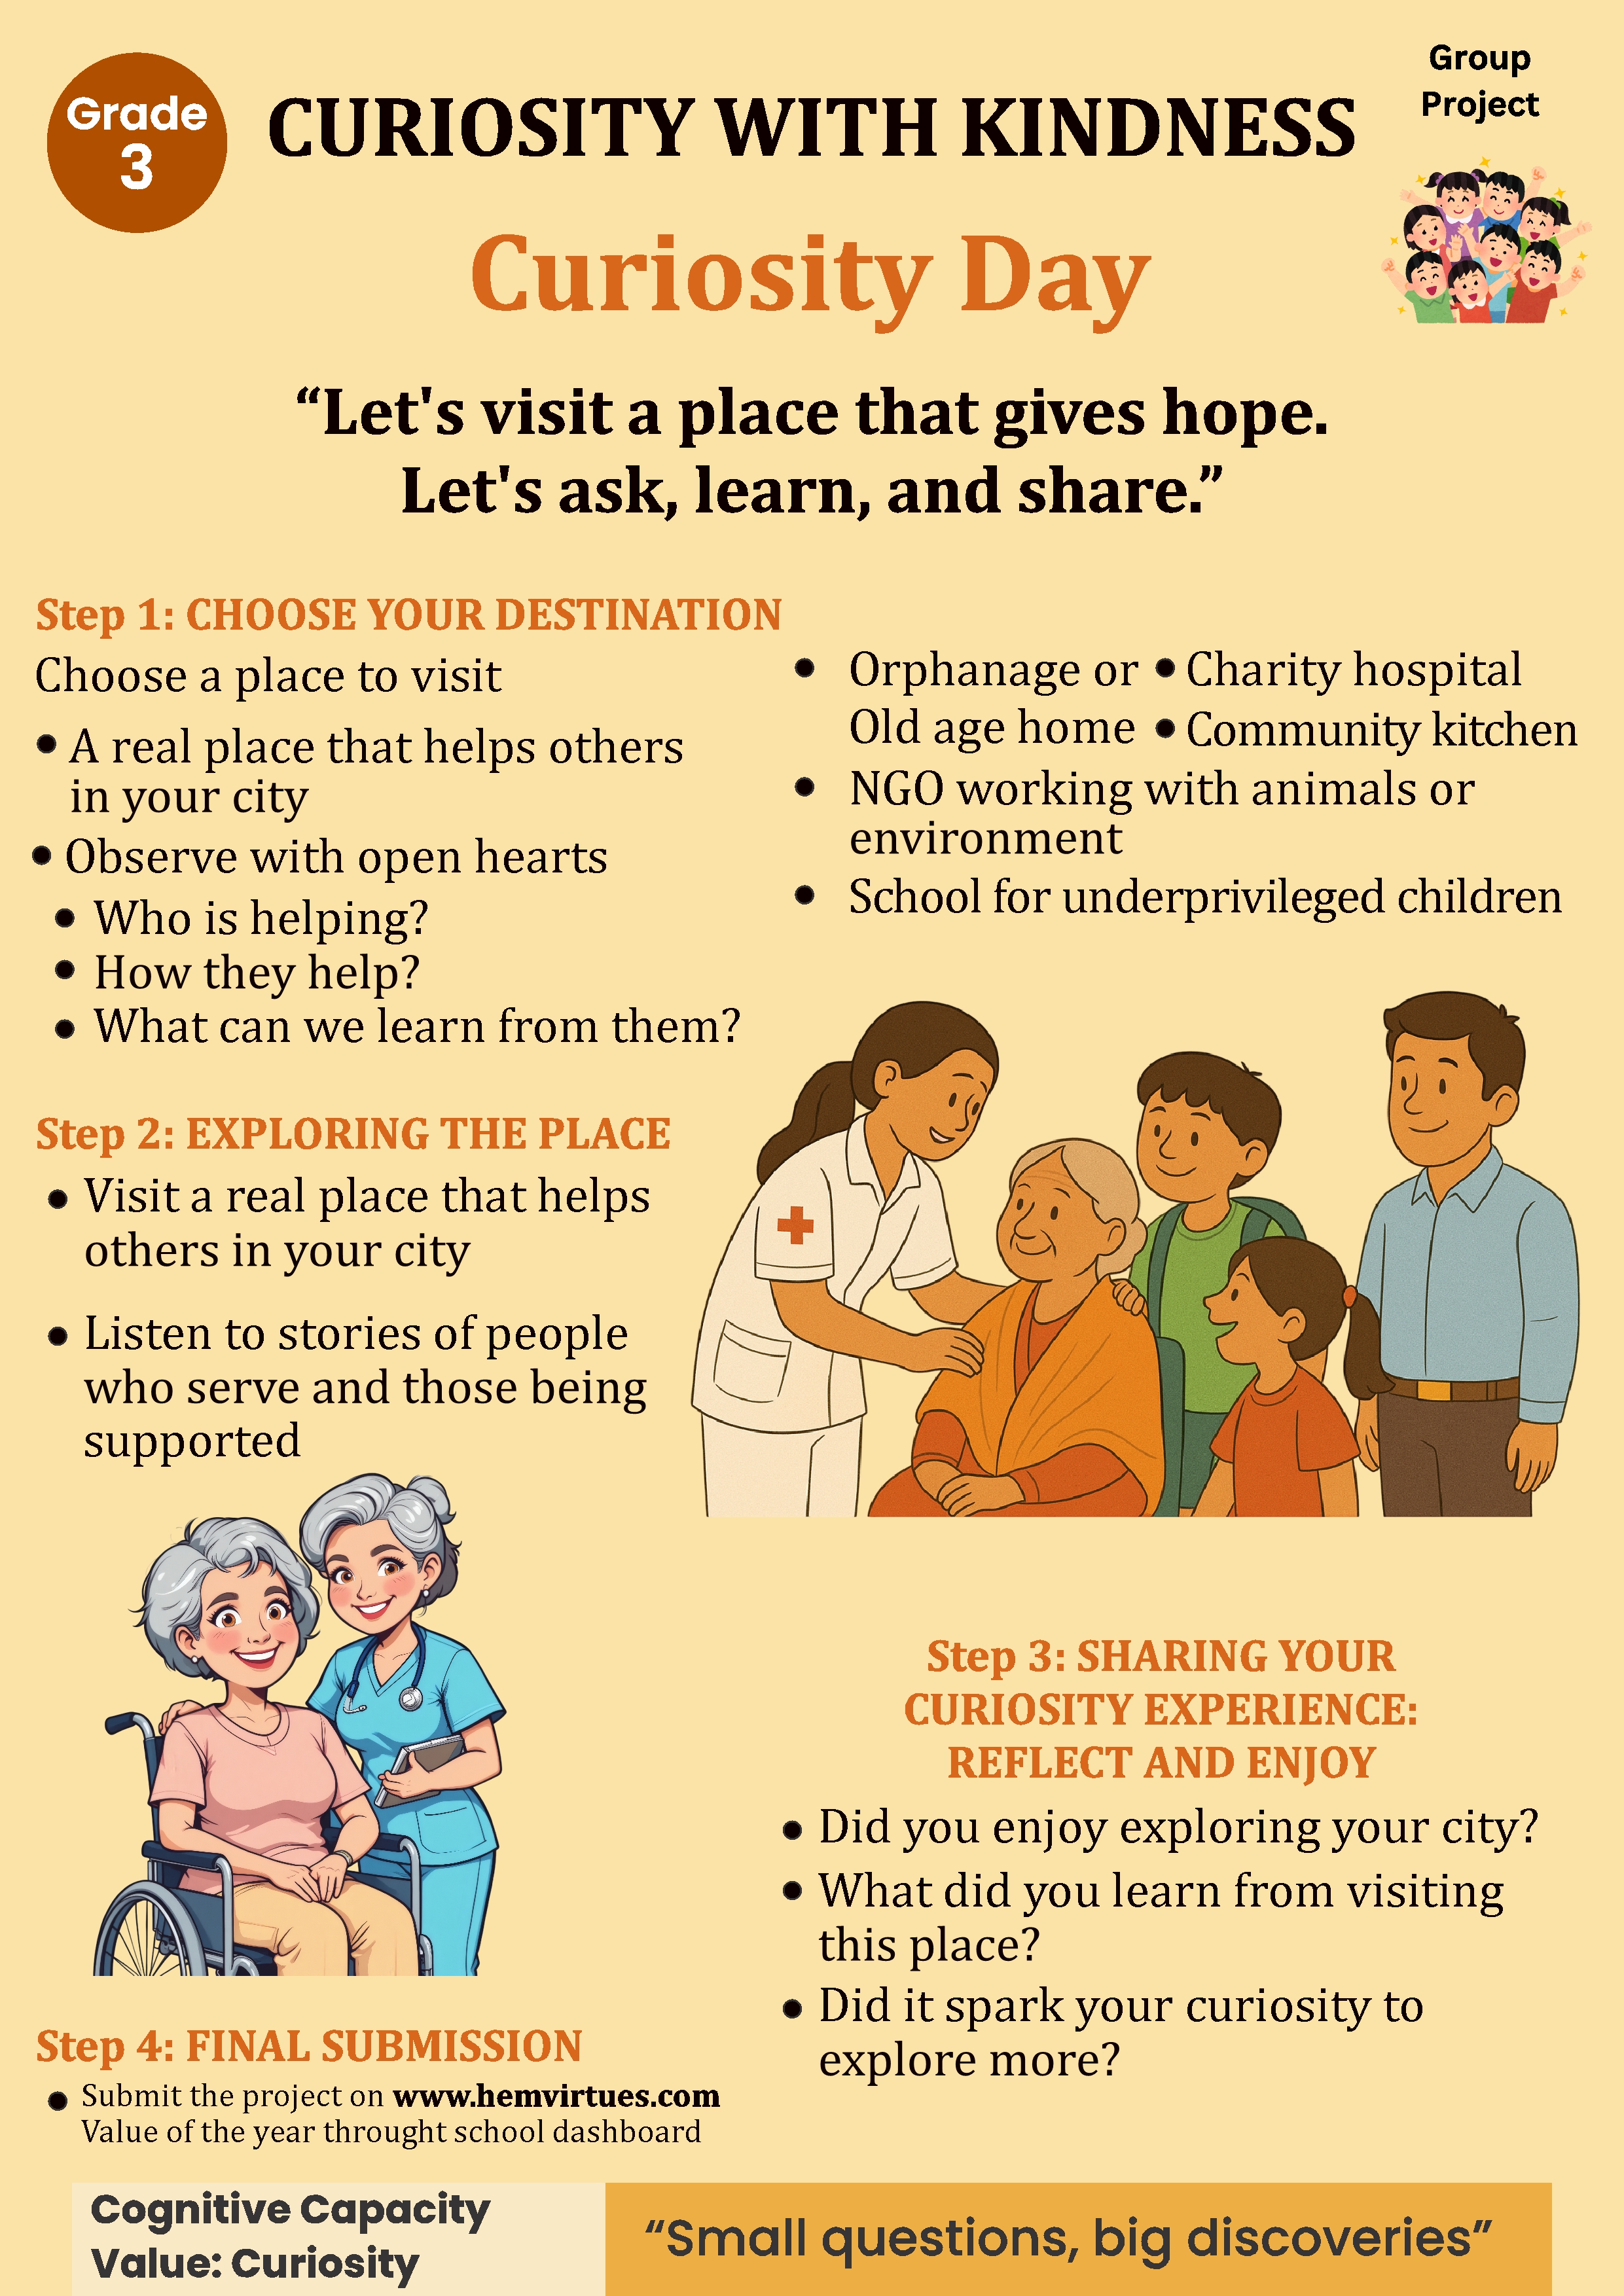 Grade
3
CURIOSITY WITH KINDNESS
Group
Project
Curiosity Day
“Let's visit a place that gives hope.
Let's ask, learn, and share.”
Step 1: CHOOSE YOUR DESTINATION
Choose a place to visit
• A real place that helps others
in your city
• Observe with open hearts
• Who is helping?
• How they help?
• What can we learn from them?
• Orphanage or
Old age home
• Charity hospital
• Community kitchen
• NGO working with animals or
environment
• School for underprivileged children
Step 2: EXPLORING THE PLACE
• Visit a real place that helps
others in your city
• Listen to stories of people
who serve and those being
supported
Step 3: SHARING YOUR
CURIOSITY EXPERIENCE:
REFLECT AND ENJOY
• Did you enjoy exploring your city?
• What did you learn from visiting
this place?
• Did it spark your curiosity to
explore more?
Step 4: FINAL SUBMISSION
• Submit the project on www.hemvirtues.com
Value of the year throught school dashboard
Cognitive Capacity
Value: Curiosity
“Small questions, big discoveries”